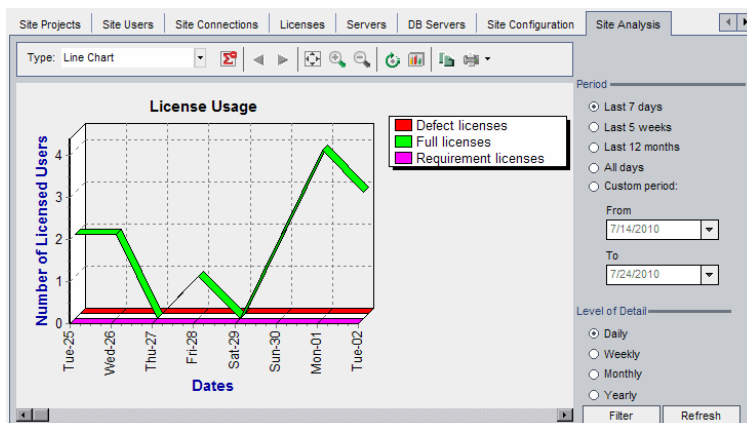 Site Projects Site Users Site Connections Licenses Servers DB Servers Site Configuration Site Analysis
Type: Line Chart
License Usage
Defect licenses
Full licenses
Requirement licenses
Number of Licensed Users
4
3
2
1
0
Tue-25
Wed-26
Thu-27
Fri-28
Sat-29
Sun-30
Mon-01
Tue-02
Dates
Period
Last 7 days
Last 5 weeks
Last 12 months
All days
Custom period:
From
7/14/2010
To
7/24/2010
Level of Detail
Daily
Weekly
Monthly
Yearly
Filter Refresh